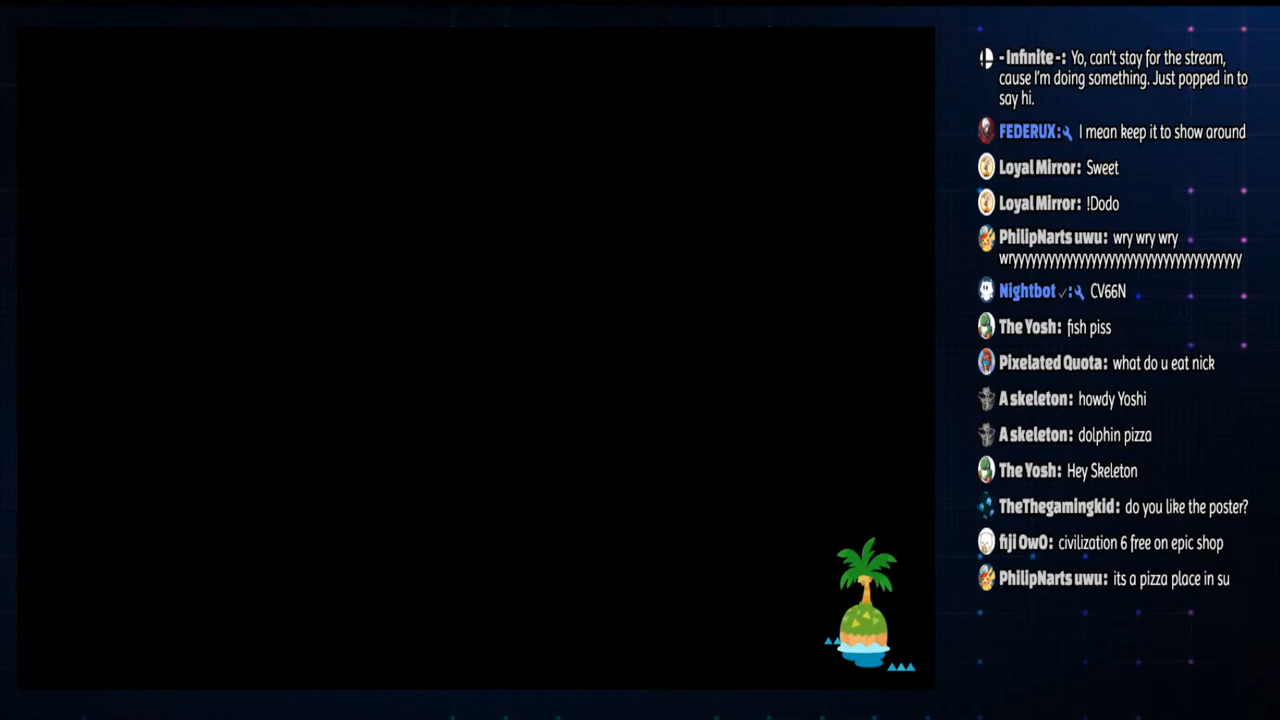 - Infinite -: Yo, can't stay for the stream,
cause I'm doing something. Just popped in to
say hi.
FEDERUX: I mean keep it to show around
Loyal Mirror: Sweet
Loyal Mirror: !Dodo
PhilipNarts uwu: wry wry wry
wryyyyyyyyyyyyyyyyyyyyyyyyyyyyyyyyyyyyy
Nightbot ✓: CV66N
The Yosh: fish piss
Pixelated Quota: what do u eat nick
A skeleton: howdy Yoshi
A skeleton: dolphin pizza
The Yosh: Hey Skeleton
TheThegamingkid: do you like the poster?
fiji OwO: civilization 6 free on epic shop
PhilipNarts uwu: its a pizza place in su